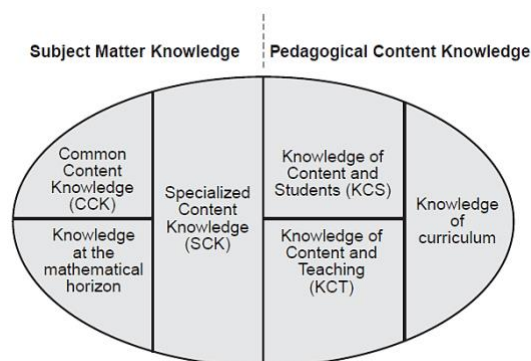 Subject Matter Knowledge
Pedagogical Content Knowledge
Common
Content
Knowledge
(CCK)
Knowledge
at the
mathematical
horizon
Specialized
Content
Knowledge
(SCK)
Knowledge of
Content and
Students (KCS)
Knowledge of
Content and
Teaching
(KCT)
Knowledge
of
curriculum